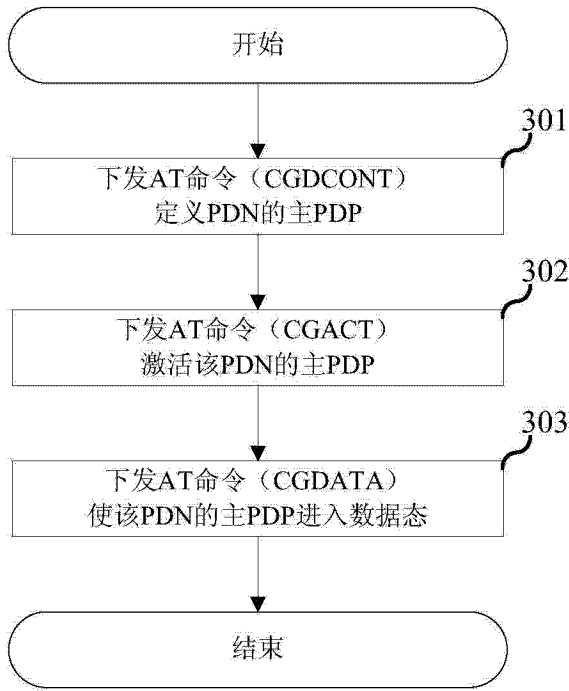 开始
301
下发AT命令（CGDCONT）
定义PDN的主PDP
302
下发AT命令（CGACT）
激活该PDN的主PDP
303
下发AT命令（CGDATA）
使该PDN的主PDP进入数据态
结束